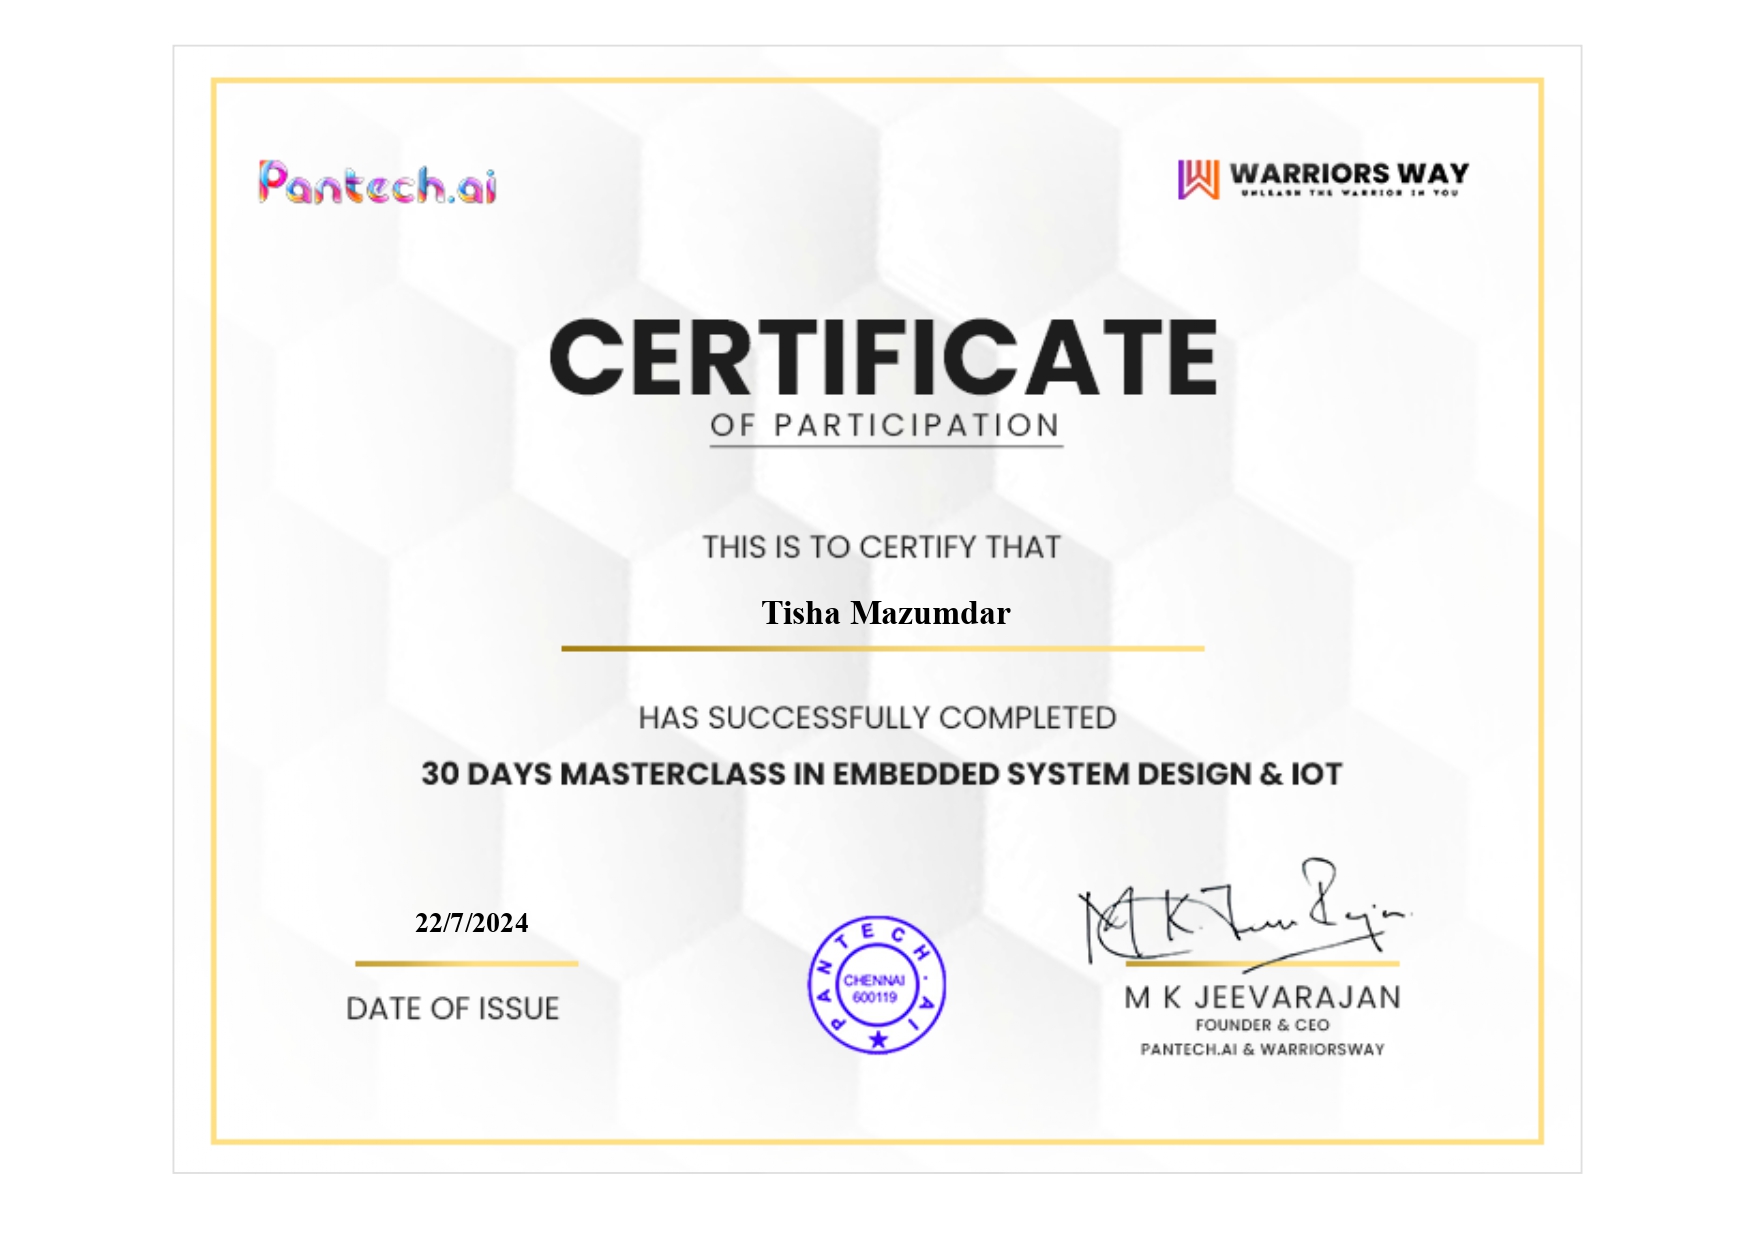 Pantech.ai
WARRIORS WAY
UNLEASH THE WARRIOR IN YOU
CERTIFICATE
OF PARTICIPATION
THIS IS TO CERTIFY THAT
Tisha Mazumdar
HAS SUCCESSFULLY COMPLETED
30 DAYS MASTERCLASS IN EMBEDDED SYSTEM DESIGN & IOT
22/7/2024
DATE OF ISSUE
PANTECH.AI
CHENNAI
600119
M K JEEVARAJAN
FOUNDER & CEO
PANTECH.AI & WARRIORSWAY